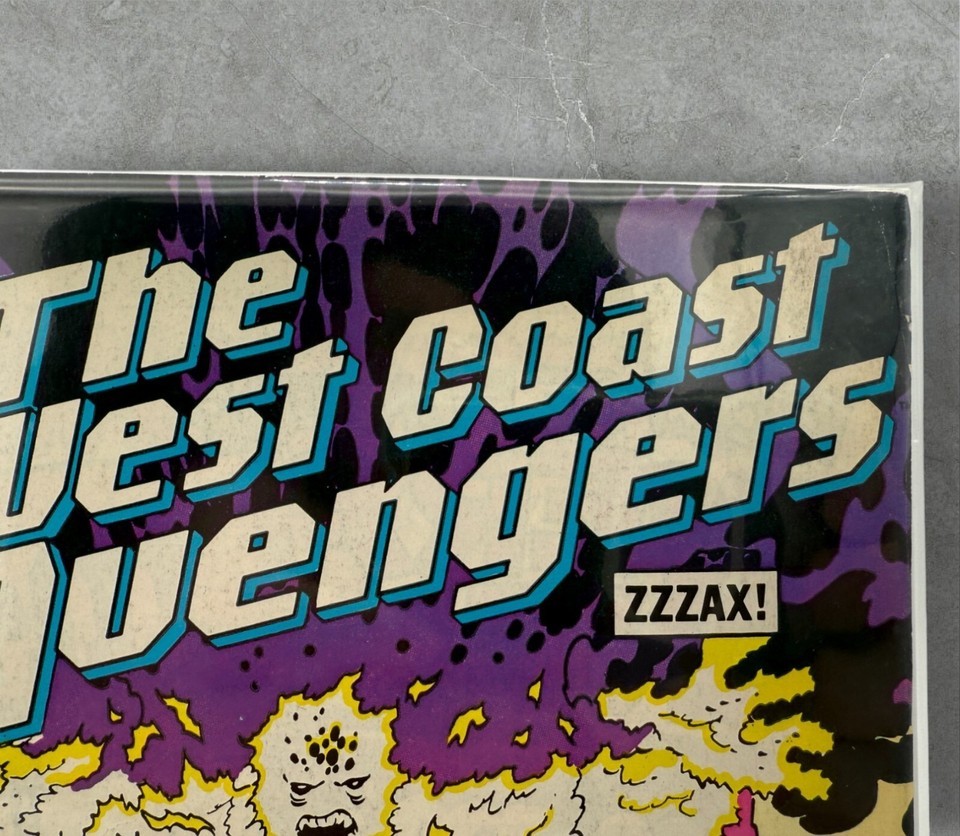 The
West Coast
Avengers
ZZZAX!